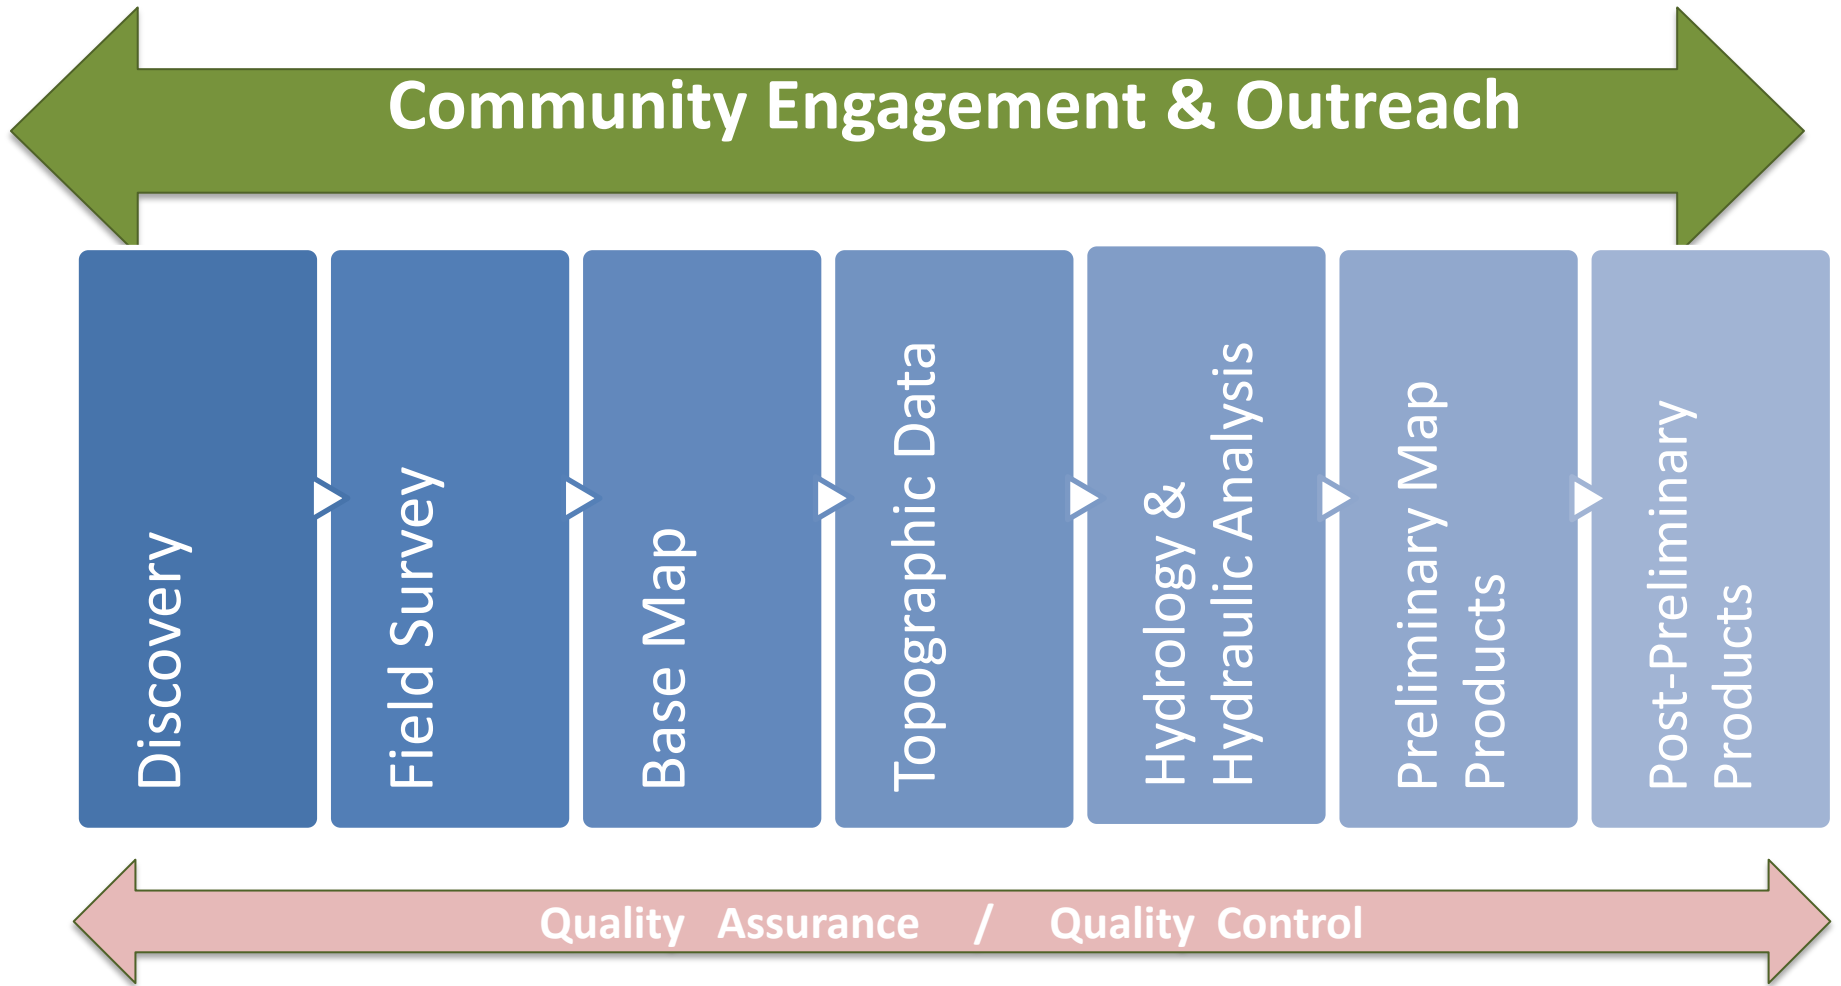 Community Engagement & Outreach
Discovery
Field Survey
Base Map
Topographic Data
Hydrology &
Hydraulic Analysis
Preliminary Map
Products
Post-Preliminary
Products
Quality Assurance / Quality Control